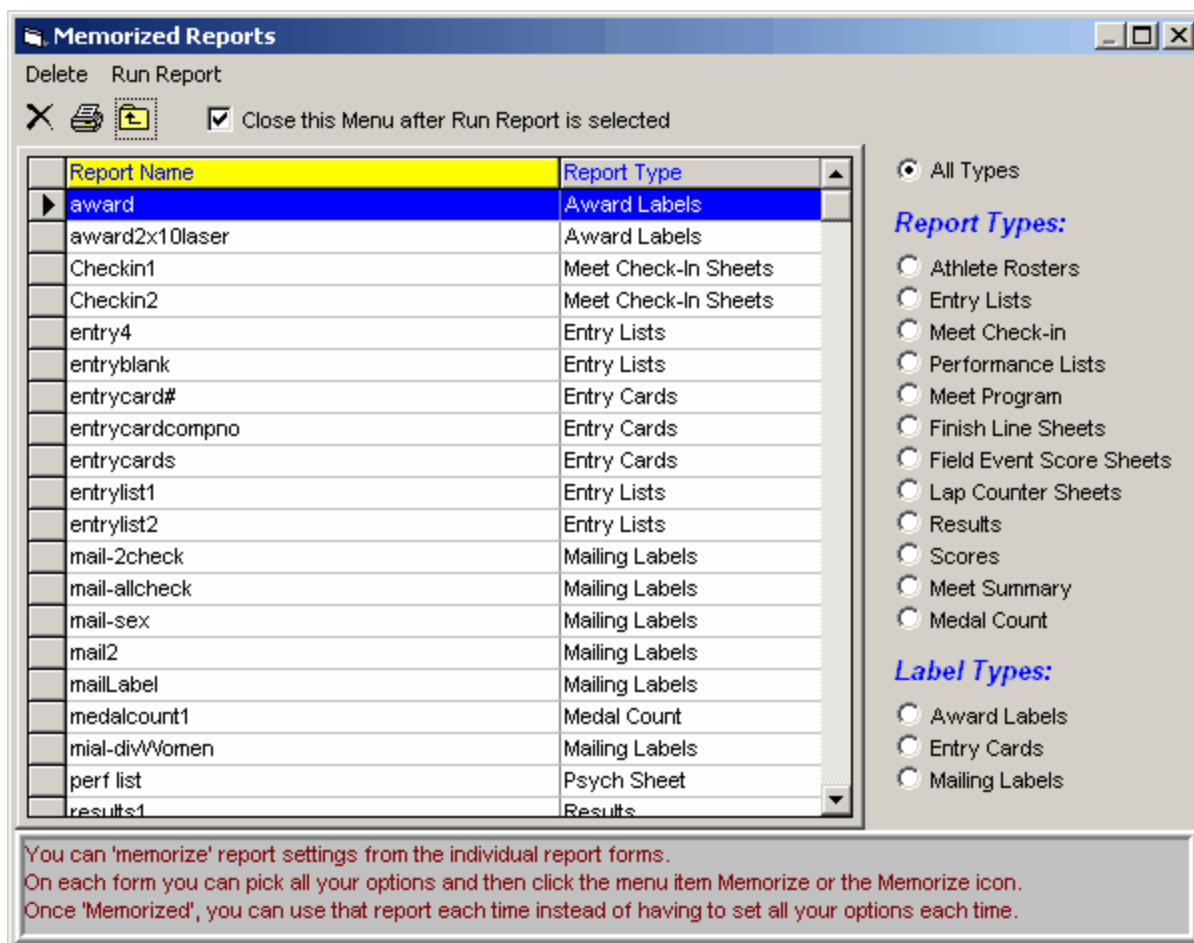 Memorized Reports
Delete Run Report
Close this Menu after Run Report is selected
Report Name Report Type
award Award Labels
award2x10laser Award Labels
Checkin1 Meet Check-In Sheets
Checkin2 Meet Check-In Sheets
entry4 Entry Lists
entryblank Entry Lists
entrycard# Entry Cards
entrycardcompno Entry Cards
entrycards Entry Cards
entrylist1 Entry Lists
entrylist2 Entry Lists
mail-2check Mailing Labels
mail-allcheck Mailing Labels
mail-sex Mailing Labels
mail2 Mailing Labels
mailLabel Mailing Labels
medalcount1 Medal Count
mial-divWomen Mailing Labels
perf list Psych Sheet
results1 Results
All Types
Report Types:
Athlete Rosters
Entry Lists
Meet Check-in
Performance Lists
Meet Program
Finish Line Sheets
Field Event Score Sheets
Lap Counter Sheets
Results
Scores
Meet Summary
Medal Count
Label Types:
Award Labels
Entry Cards
Mailing Labels
You can 'memorize' report settings from the individual report forms.
On each form you can pick all your options and then click the menu item Memorize or the Memorize icon.
Once 'Memorized', you can use that report each time instead of having to set all your options each time.